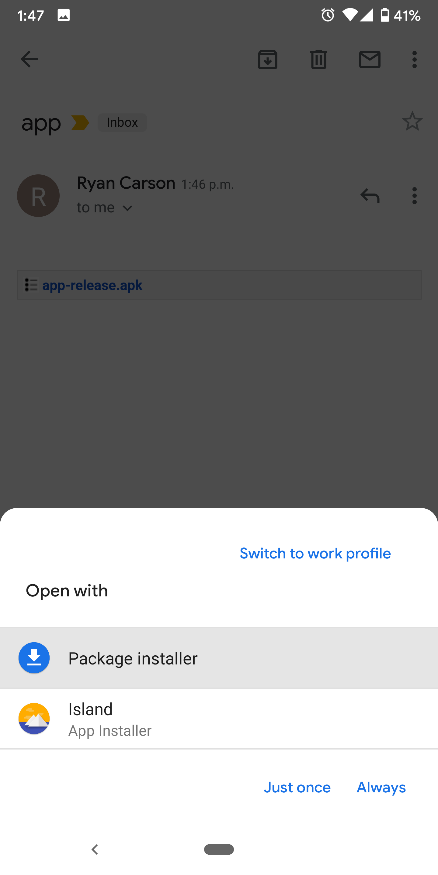 1:47 41%
app Inbox
R Ryan Carson 1:46 p.m.
to me
app-release.apk
Switch to work profile
Open with
Package installer
Island
App Installer
Just once Always